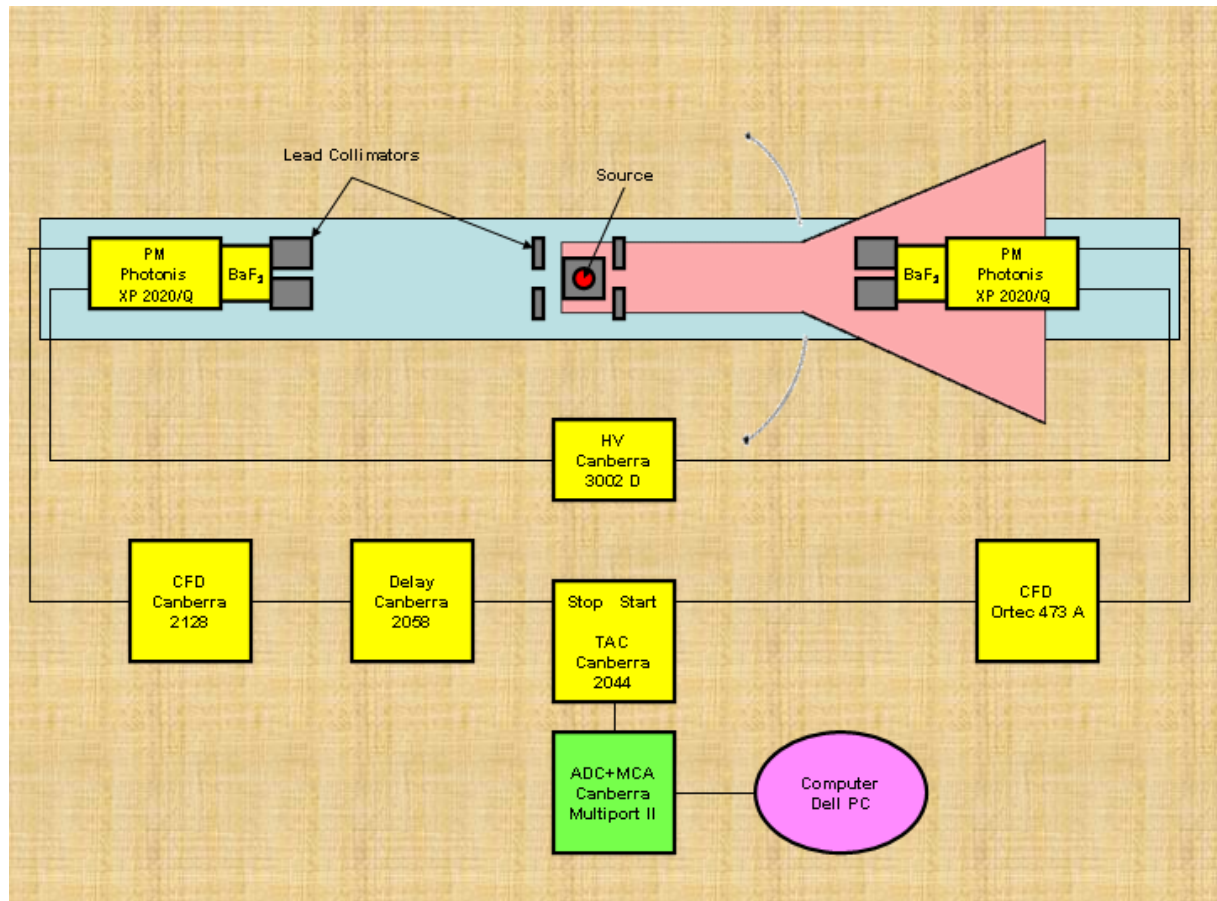 Lead Collimators
Source
PM
Photonis
XP 2020/Q
BaF₂
BaF₂
PM
Photonis
XP 2020/Q
HV
Canberra
3002 D
CFD
Canberra
2128
Delay
Canberra
2058
Stop Start
TAC
Canberra
2044
CFD
Ortec 473 A
ADC+MCA
Canberra
Multiport II
Computer
Dell PC